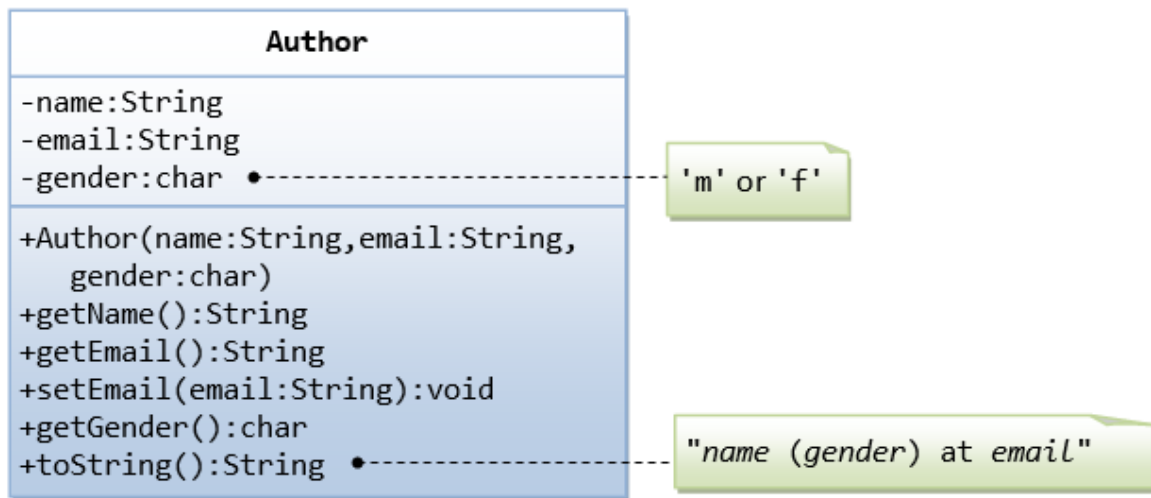 Author
-name:String
-email:String
-gender:char
'm' or 'f'
+Author(name:String,email:String,
gender:char)
+getName():String
+getEmail():String
+setEmail(email:String):void
+getGender():char
+toString():String
"name (gender) at email"